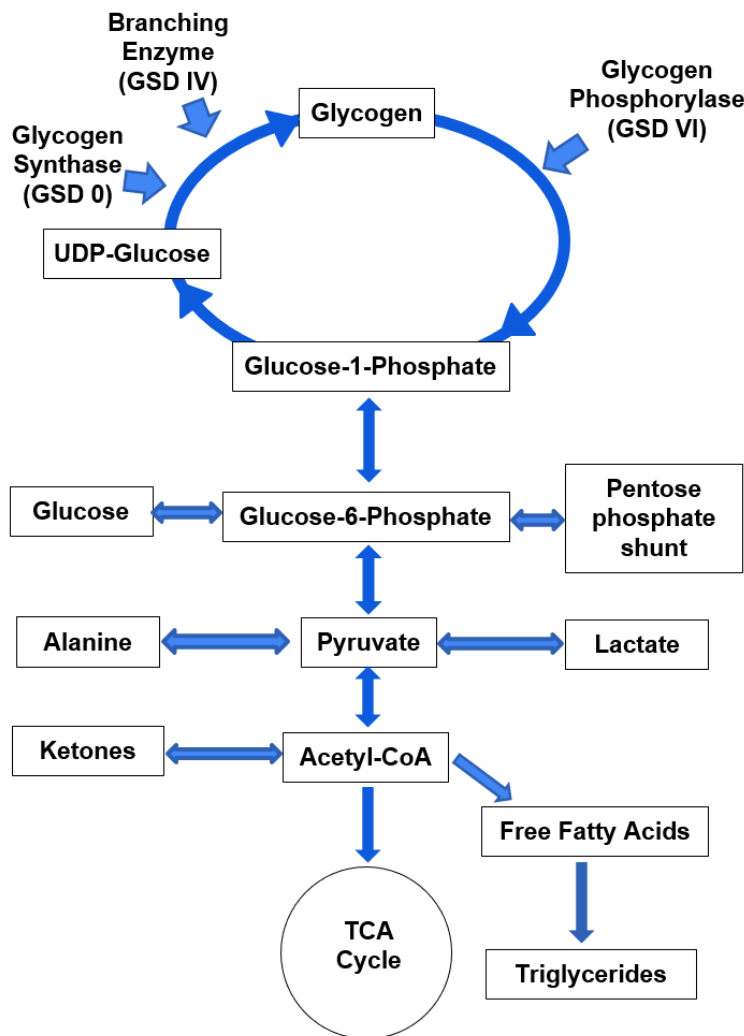 Branching
Enzyme
(GSD IV)
Glycogen
Phosphorylase
(GSD VI)
Glycogen
Glycogen
Synthase
(GSD 0)
UDP-Glucose
Glucose-1-Phosphate
Glucose
Glucose-6-Phosphate
Pentose
phosphate
shunt
Alanine
Pyruvate
Lactate
Ketones
Acetyl-CoA
Free Fatty Acids
TCA
Cycle
Triglycerides